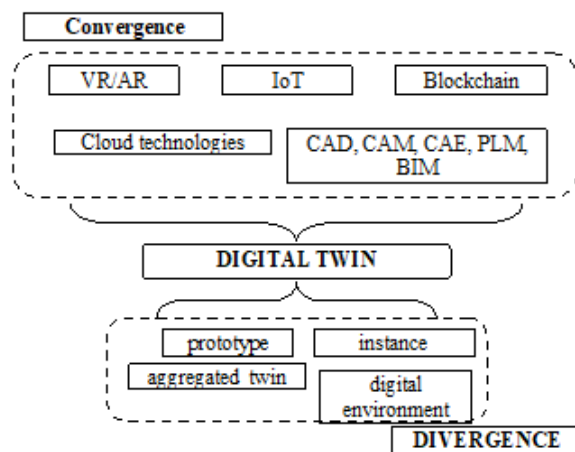 Convergence
VR/AR
IoT
Blockchain
Cloud technologies
CAD, CAM, CAE, PLM,
BIM
DIGITAL TWIN
prototype
instance
aggregated twin
digital
environment
DIVERGENCE